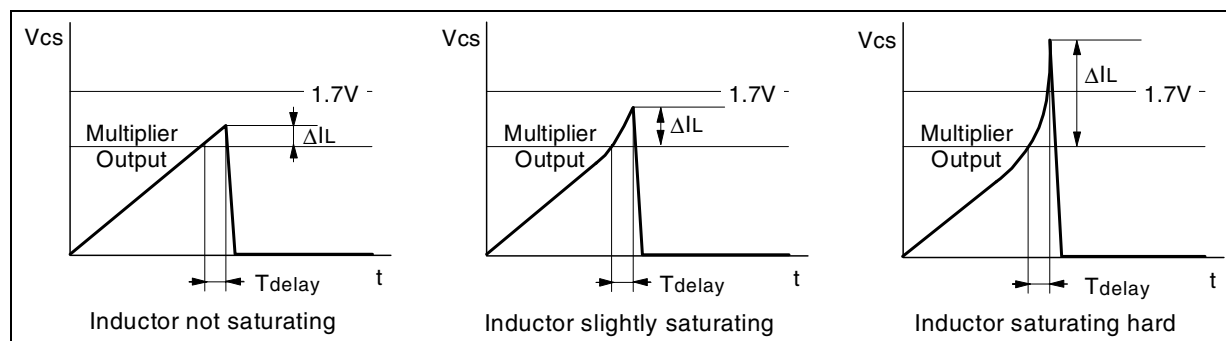 Vcs
1.7V
Multiplier
Output
ΔIL
t
Tdelay
Inductor not saturating
Vcs
1.7V
Multiplier
Output
ΔIL
t
Tdelay
Inductor slightly saturating
Vcs
ΔIL
1.7V
Multiplier
Output
t
Tdelay
Inductor saturating hard